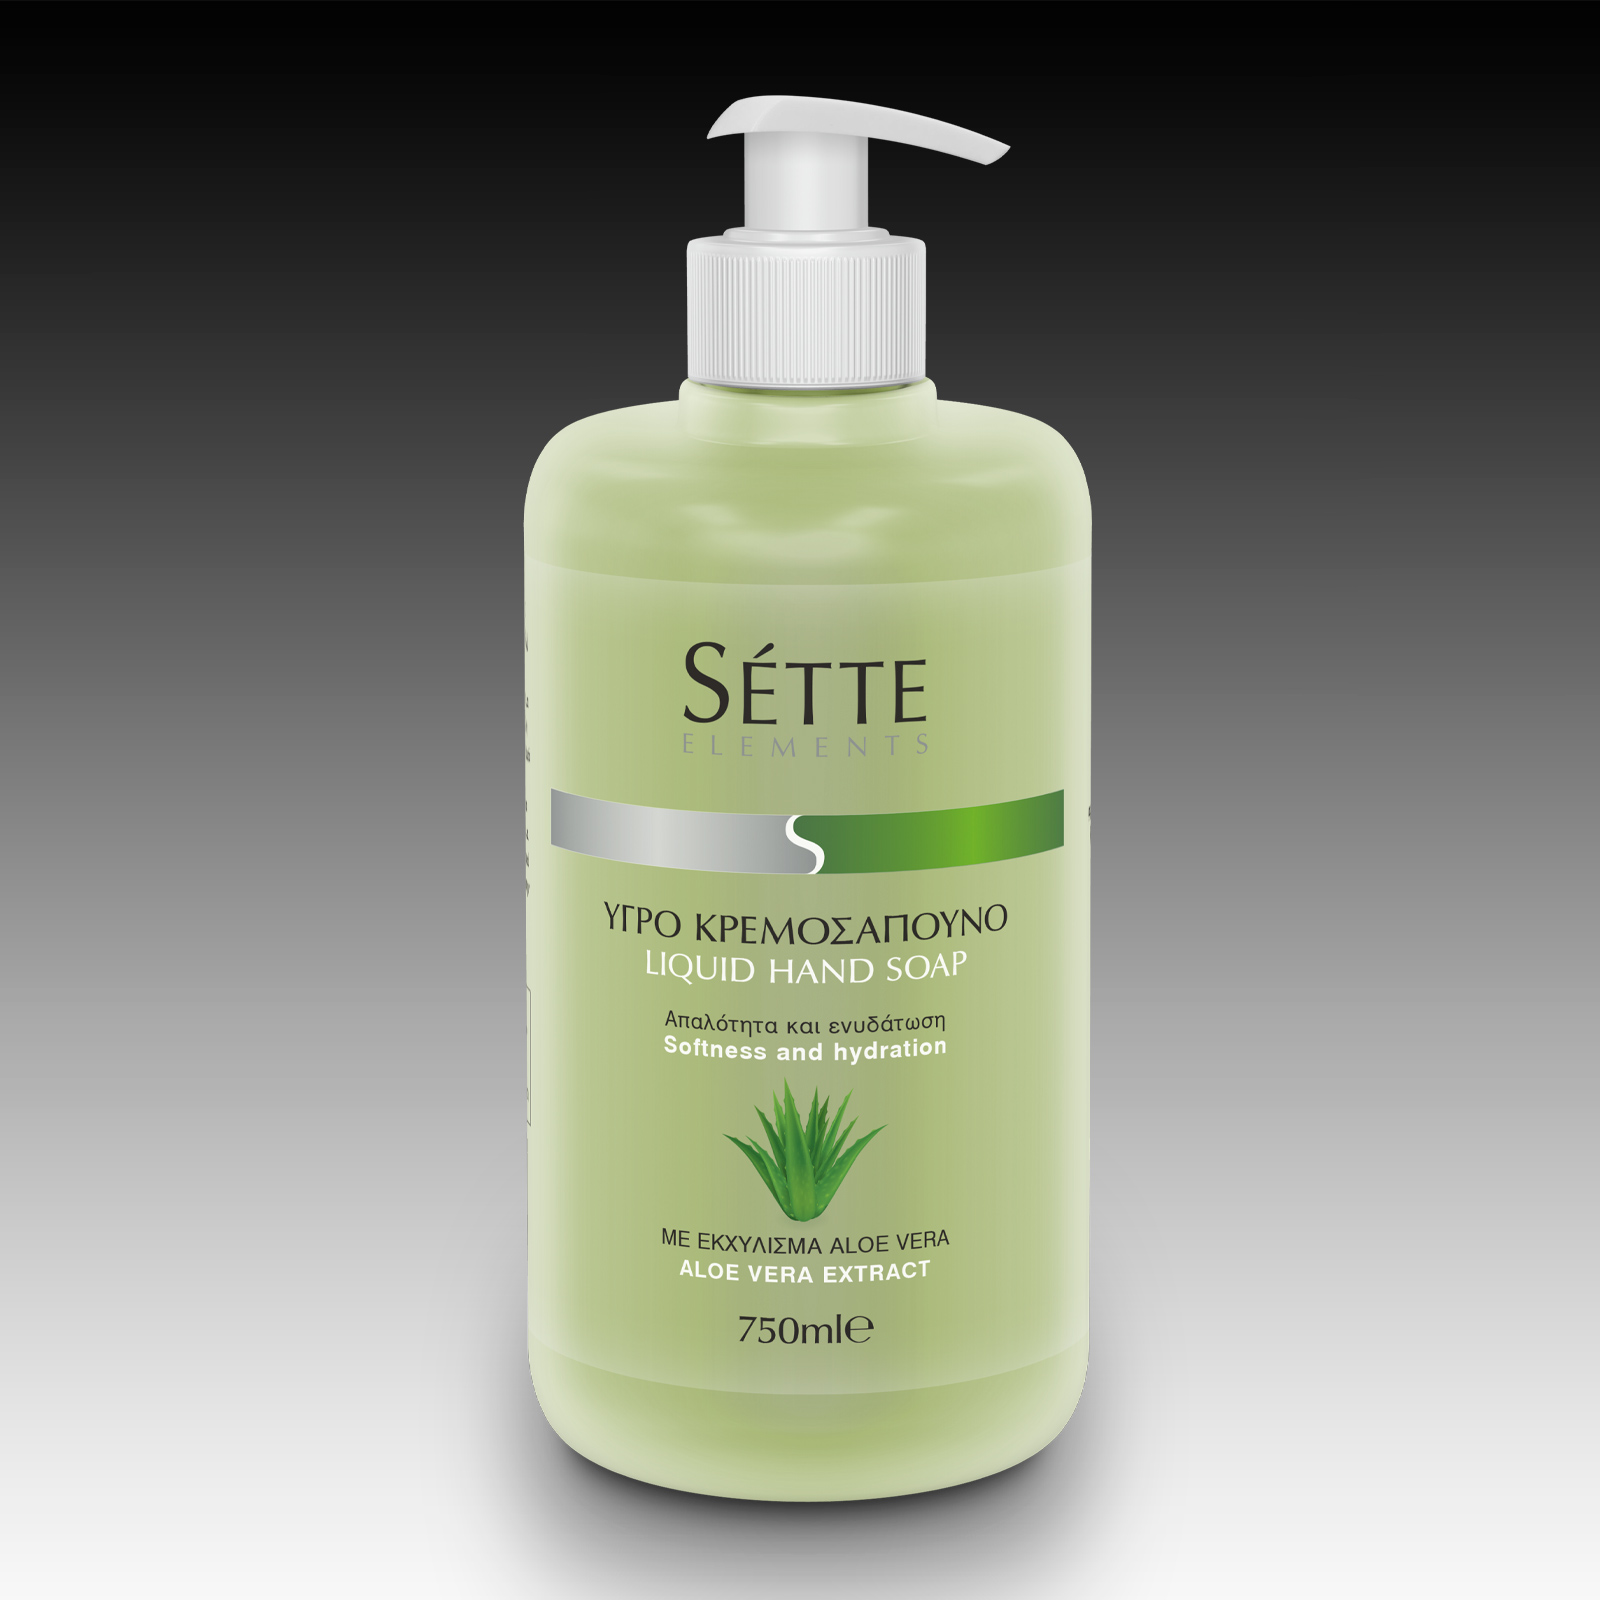 SÉTTE
ELEMENTS
ΥΓΡΟ ΚΡΕΜΟΣΑΠΟΥΝΟ
LIQUID HAND SOAP
Απαλότητα και ενυδάτωση
Softness and hydration
ΜΕ ΕΚΧΥΛΙΣΜΑ ALOE VERA
ALOE VERA EXTRACT
750ml℮